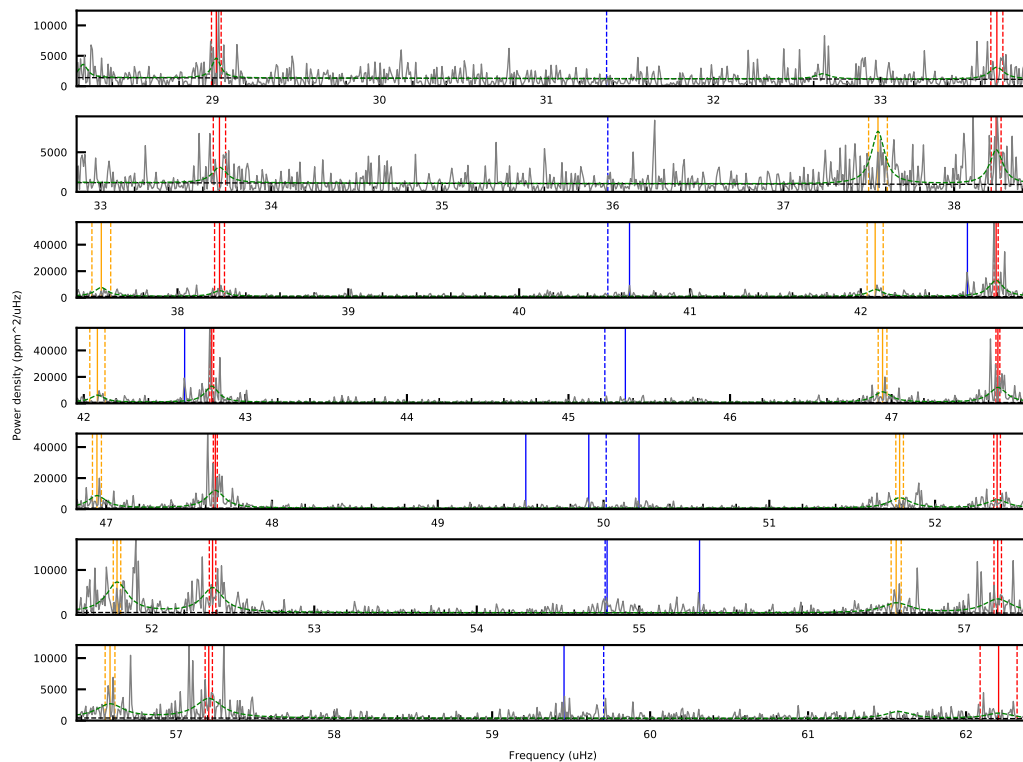 10000
5000
0
29 30 31 32 33
5000
0
33 34 35 36 37 38
40000
20000
0
38 39 40 41 42
40000
20000
0
42 43 44 45 46 47
Power density (ppm^2/uHz)
40000
20000
0
47 48 49 50 51 52
10000
0
52 53 54 55 56 57
10000
5000
0
57 58 59 60 61 62
Frequency (uHz)